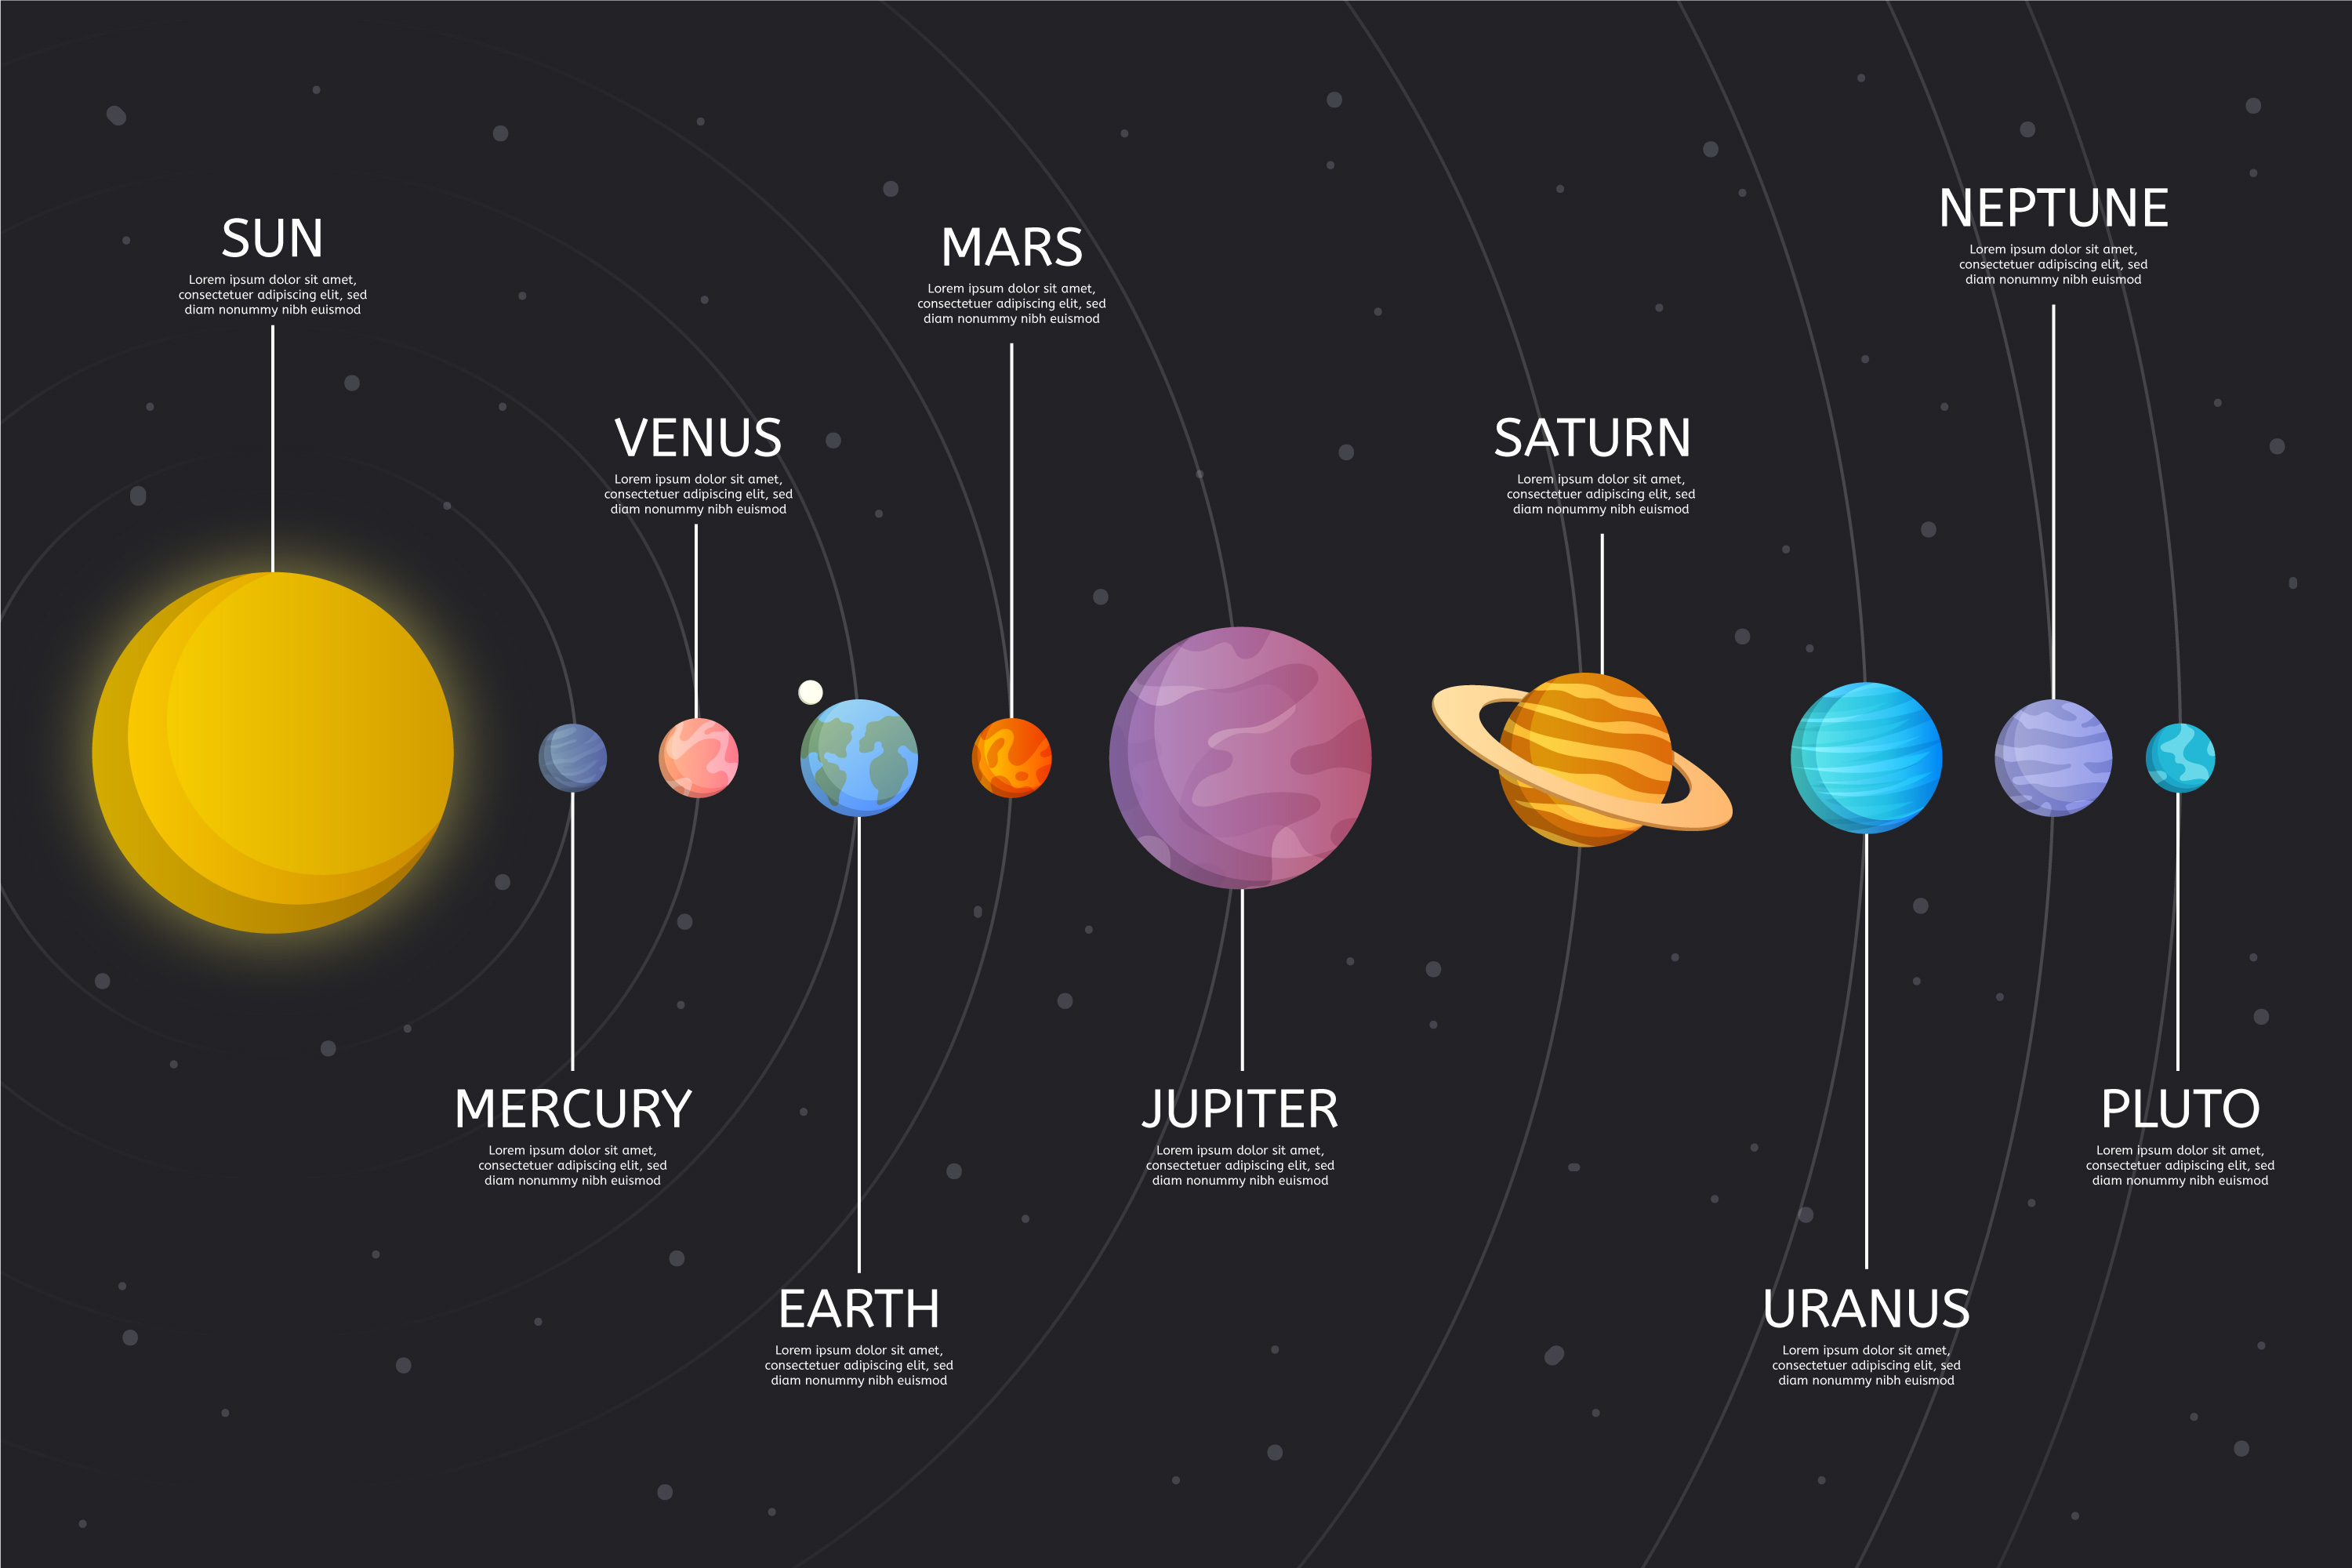 SUN
Lorem ipsum dolor sit amet,
consectetuer adipiscing elit, sed
diam nonummy nibh euismod
MERCURY
Lorem ipsum dolor sit amet,
consectetuer adipiscing elit, sed
diam nonummy nibh euismod
VENUS
Lorem ipsum dolor sit amet,
consectetuer adipiscing elit, sed
diam nonummy nibh euismod
EARTH
Lorem ipsum dolor sit amet,
consectetuer adipiscing elit, sed
diam nonummy nibh euismod
MARS
Lorem ipsum dolor sit amet,
consectetuer adipiscing elit, sed
diam nonummy nibh euismod
JUPITER
Lorem ipsum dolor sit amet,
consectetuer adipiscing elit, sed
diam nonummy nibh euismod
SATURN
Lorem ipsum dolor sit amet,
consectetuer adipiscing elit, sed
diam nonummy nibh euismod
URANUS
Lorem ipsum dolor sit amet,
consectetuer adipiscing elit, sed
diam nonummy nibh euismod
NEPTUNE
Lorem ipsum dolor sit amet,
consectetuer adipiscing elit, sed
diam nonummy nibh euismod
PLUTO
Lorem ipsum dolor sit amet,
consectetuer adipiscing elit, sed
diam nonummy nibh euismod